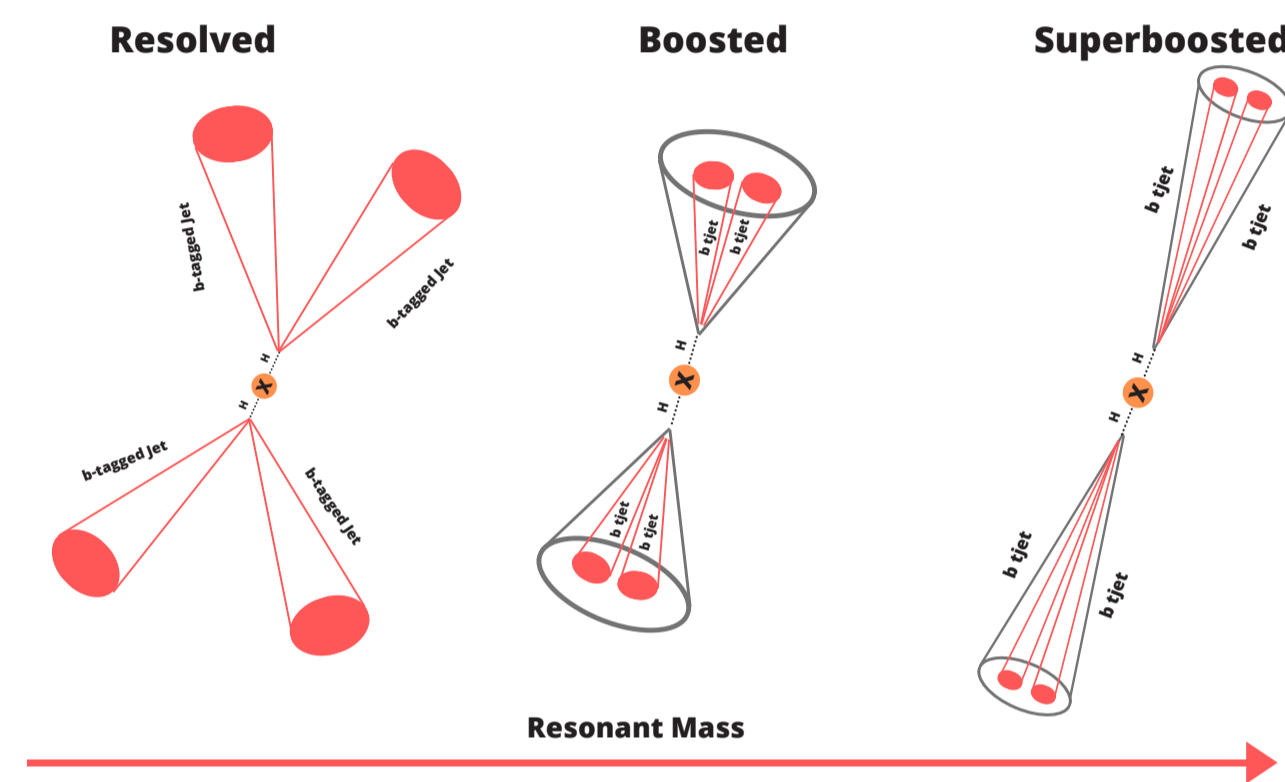 Resolved
Boosted
Superboosted
b-tagged Jet
b-tagged Jet
H
X
H
b-tagged Jet
b-tagged Jet
b tjet
b tjet
H
X
H
b tjet
b tjet
b tjet
b tjet
H
X
H
b tjet
b tjet
Resonant Mass